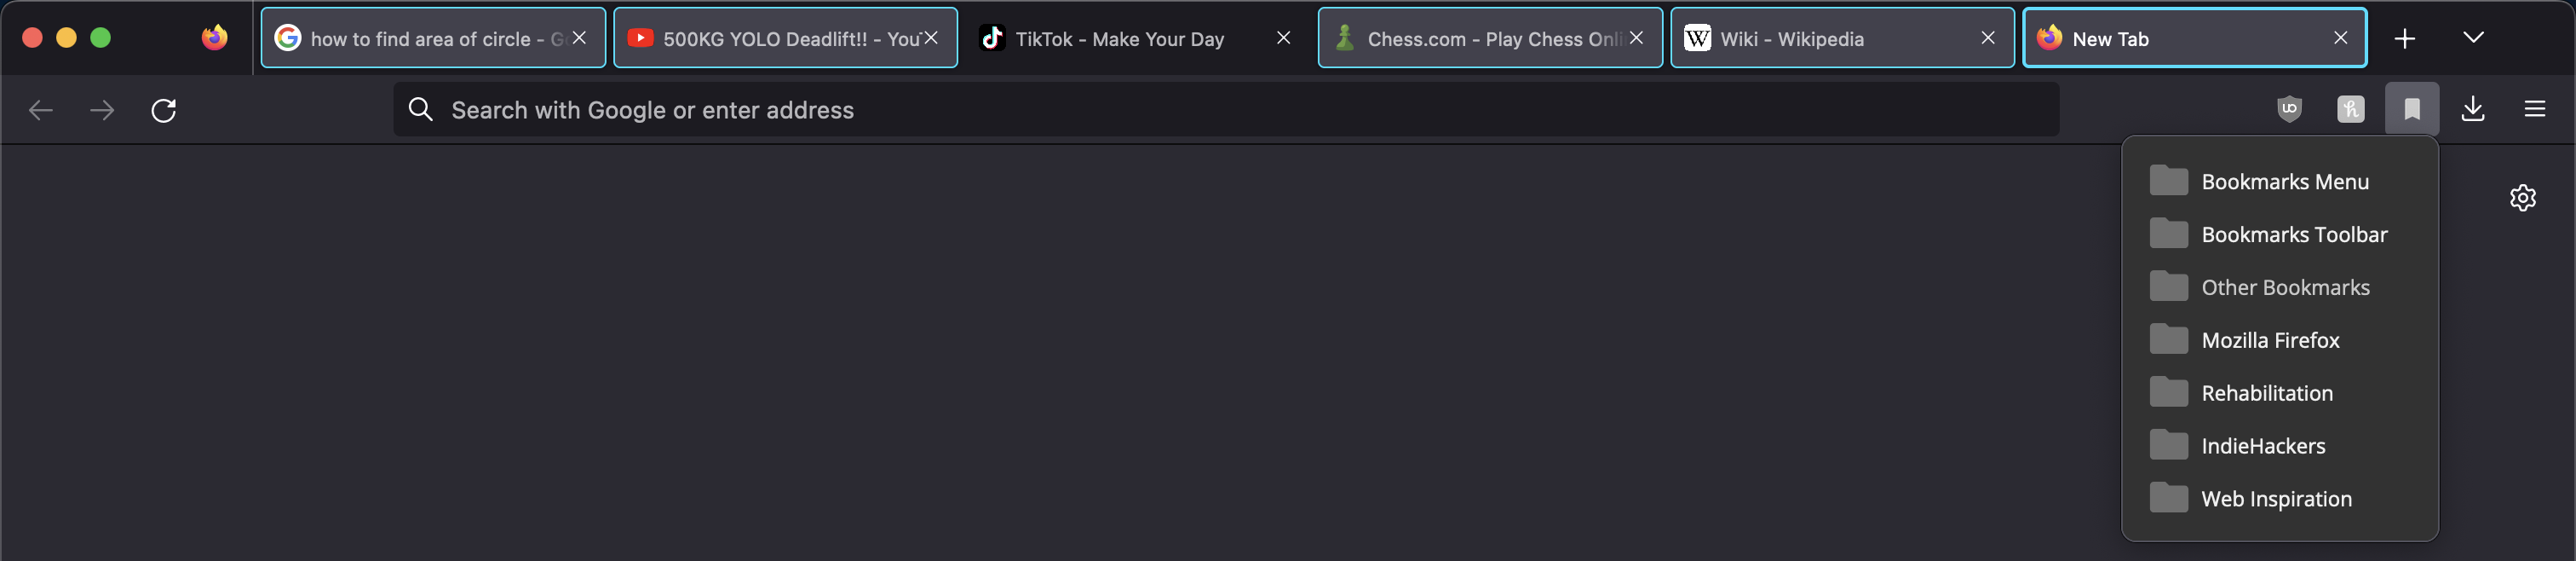 how to find area of circle - G
500KG YOLO Deadlift!! - You
TikTok - Make Your Day
Chess.com - Play Chess Onli
W Wiki - Wikipedia
New Tab
Search with Google or enter address
uo
h
Bookmarks Menu
Bookmarks Toolbar
Other Bookmarks
Mozilla Firefox
Rehabilitation
IndieHackers
Web Inspiration